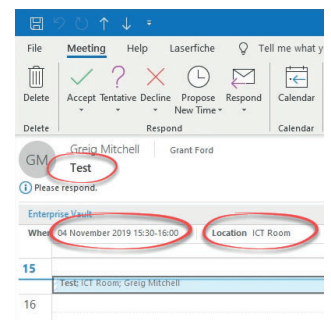 File Meeting Help Laserfiche Tell me what y
Delete Accept Tentative Decline Propose New Time Respond Calendar
Delete Respond Calendar
GM Greig Mitchell Grant Ford
Test
Please respond.
Enterprise Vault
When 04 November 2019 15:30-16:00 Location ICT Room
15
Test; ICT Room; Greig Mitchell
16